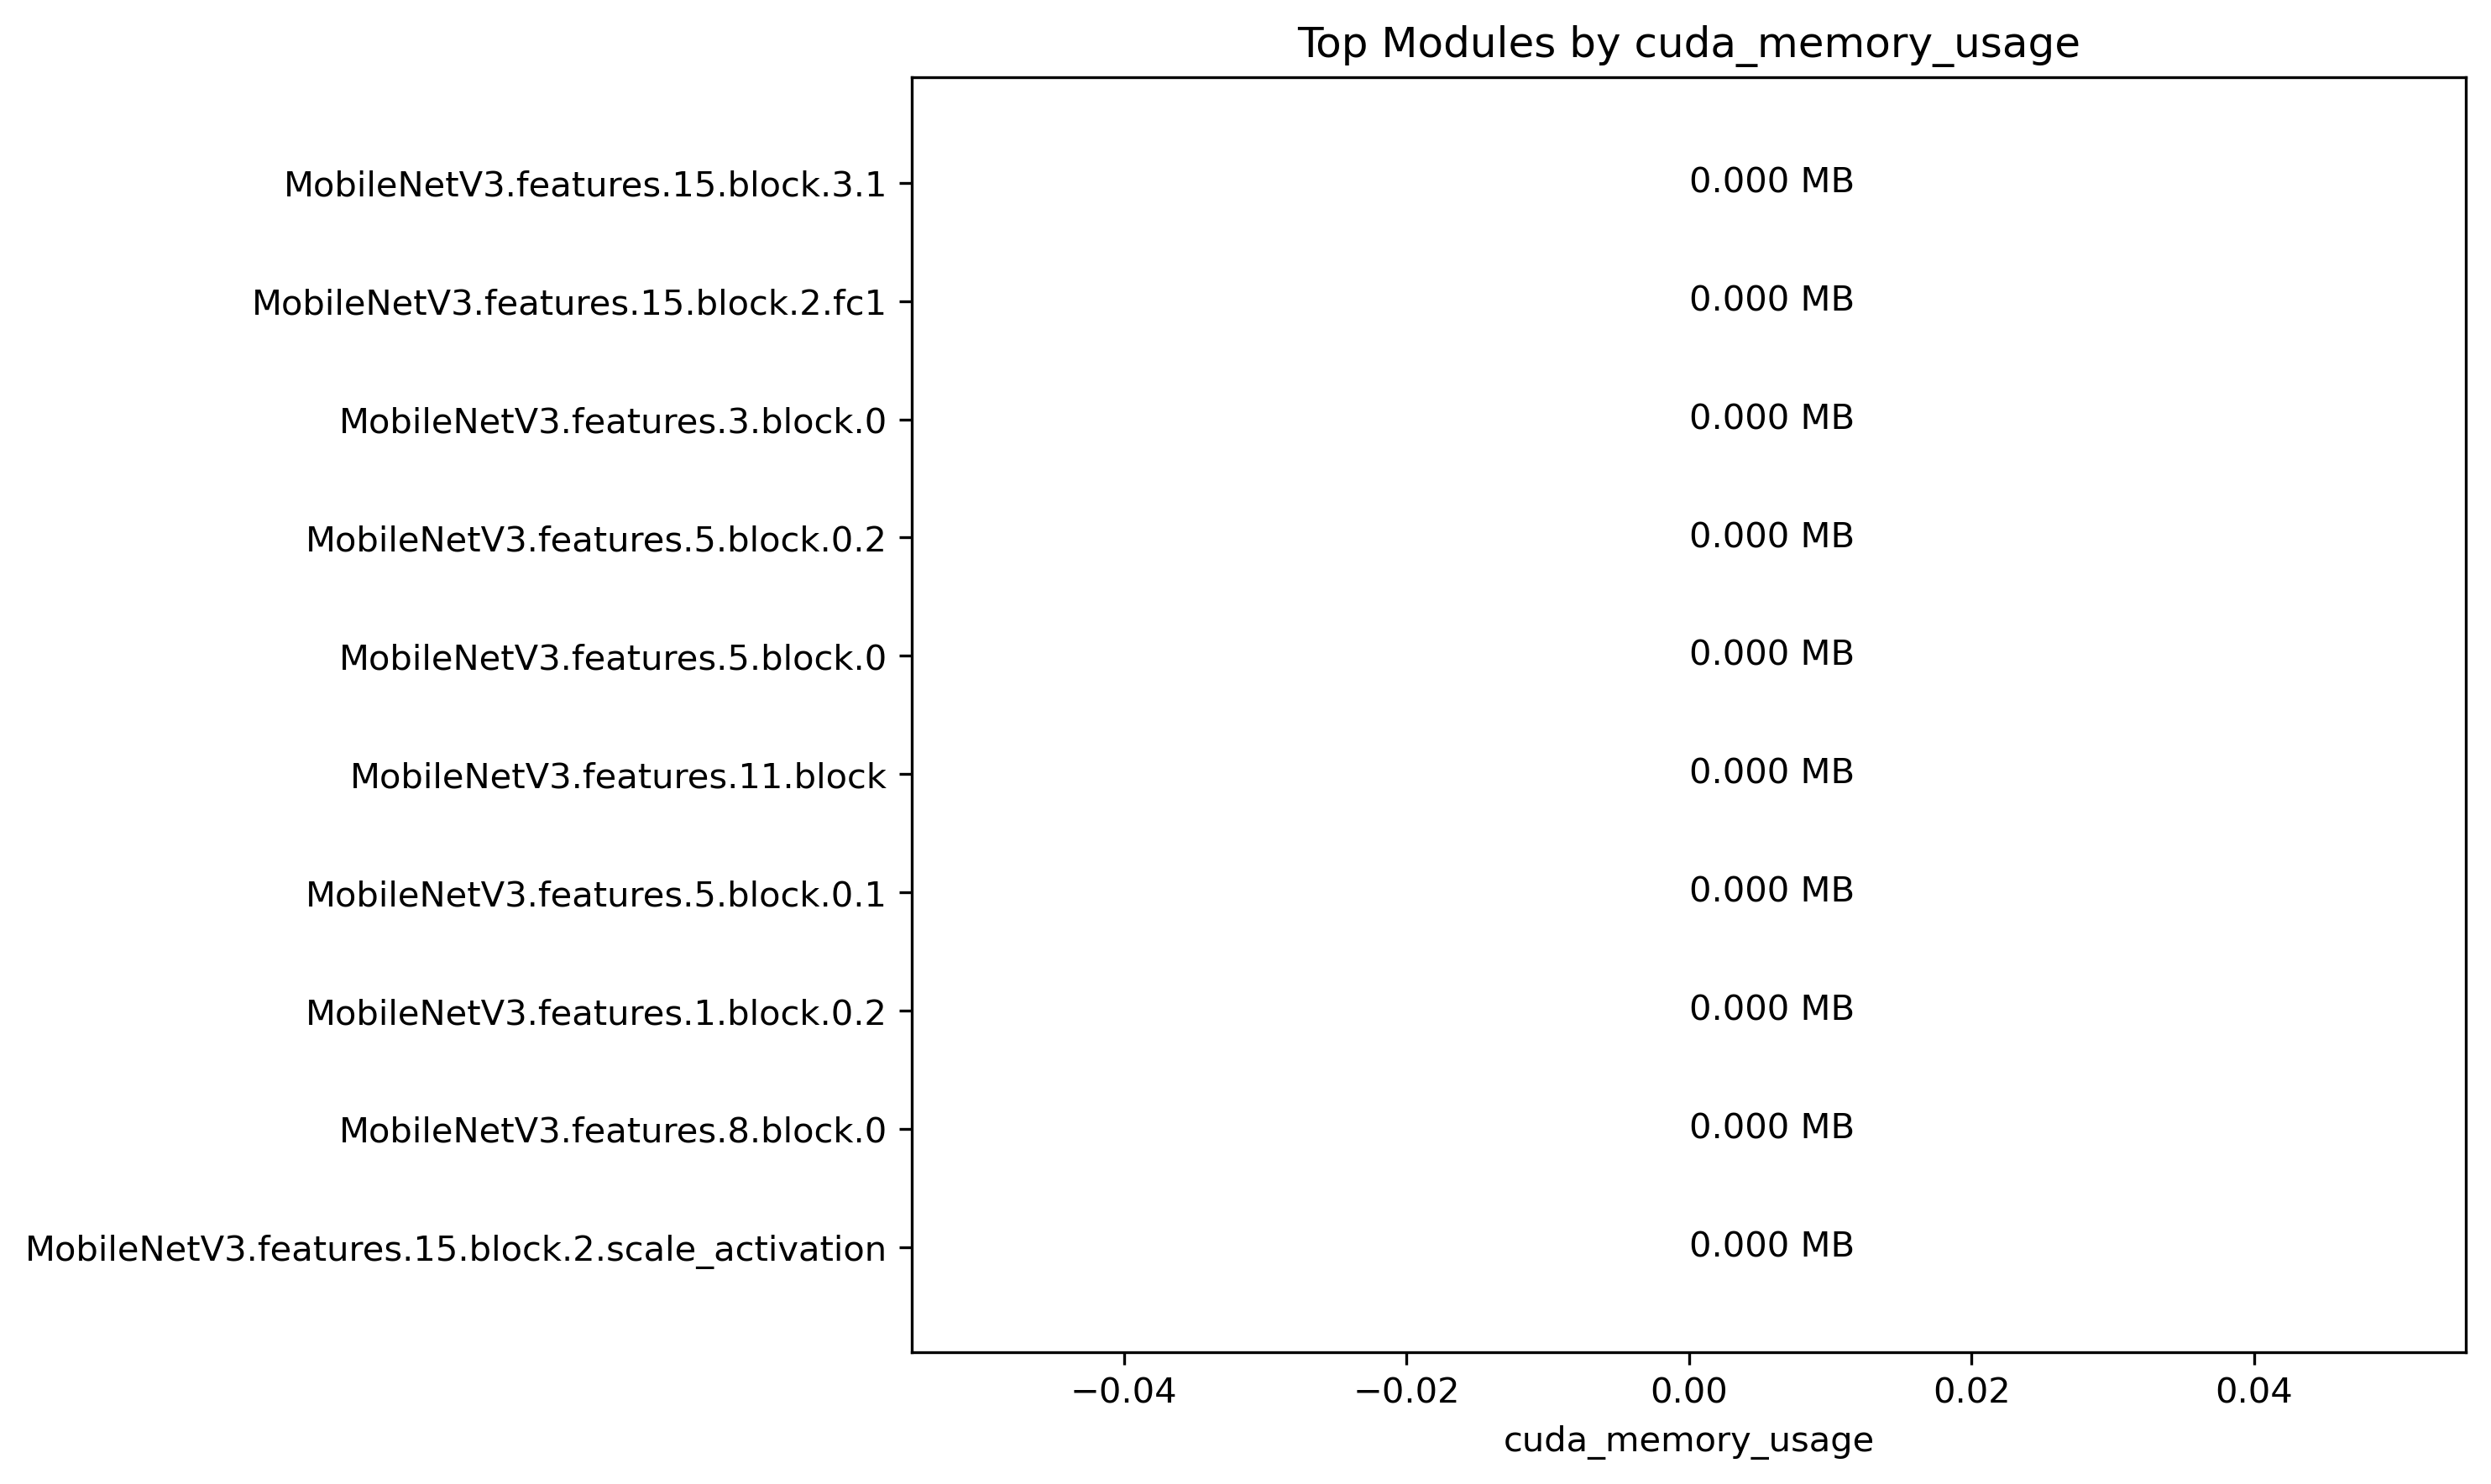 Top Modules by cuda_memory_usage
MobileNetV3.features.15.block.3.1 0.000 MB
MobileNetV3.features.15.block.2.fc1 0.000 MB
MobileNetV3.features.3.block.0 0.000 MB
MobileNetV3.features.5.block.0.2 0.000 MB
MobileNetV3.features.5.block.0 0.000 MB
MobileNetV3.features.11.block 0.000 MB
MobileNetV3.features.5.block.0.1 0.000 MB
MobileNetV3.features.1.block.0.2 0.000 MB
MobileNetV3.features.8.block.0 0.000 MB
MobileNetV3.features.15.block.2.scale_activation 0.000 MB
−0.04 −0.02 0.00 0.02 0.04
cuda_memory_usage